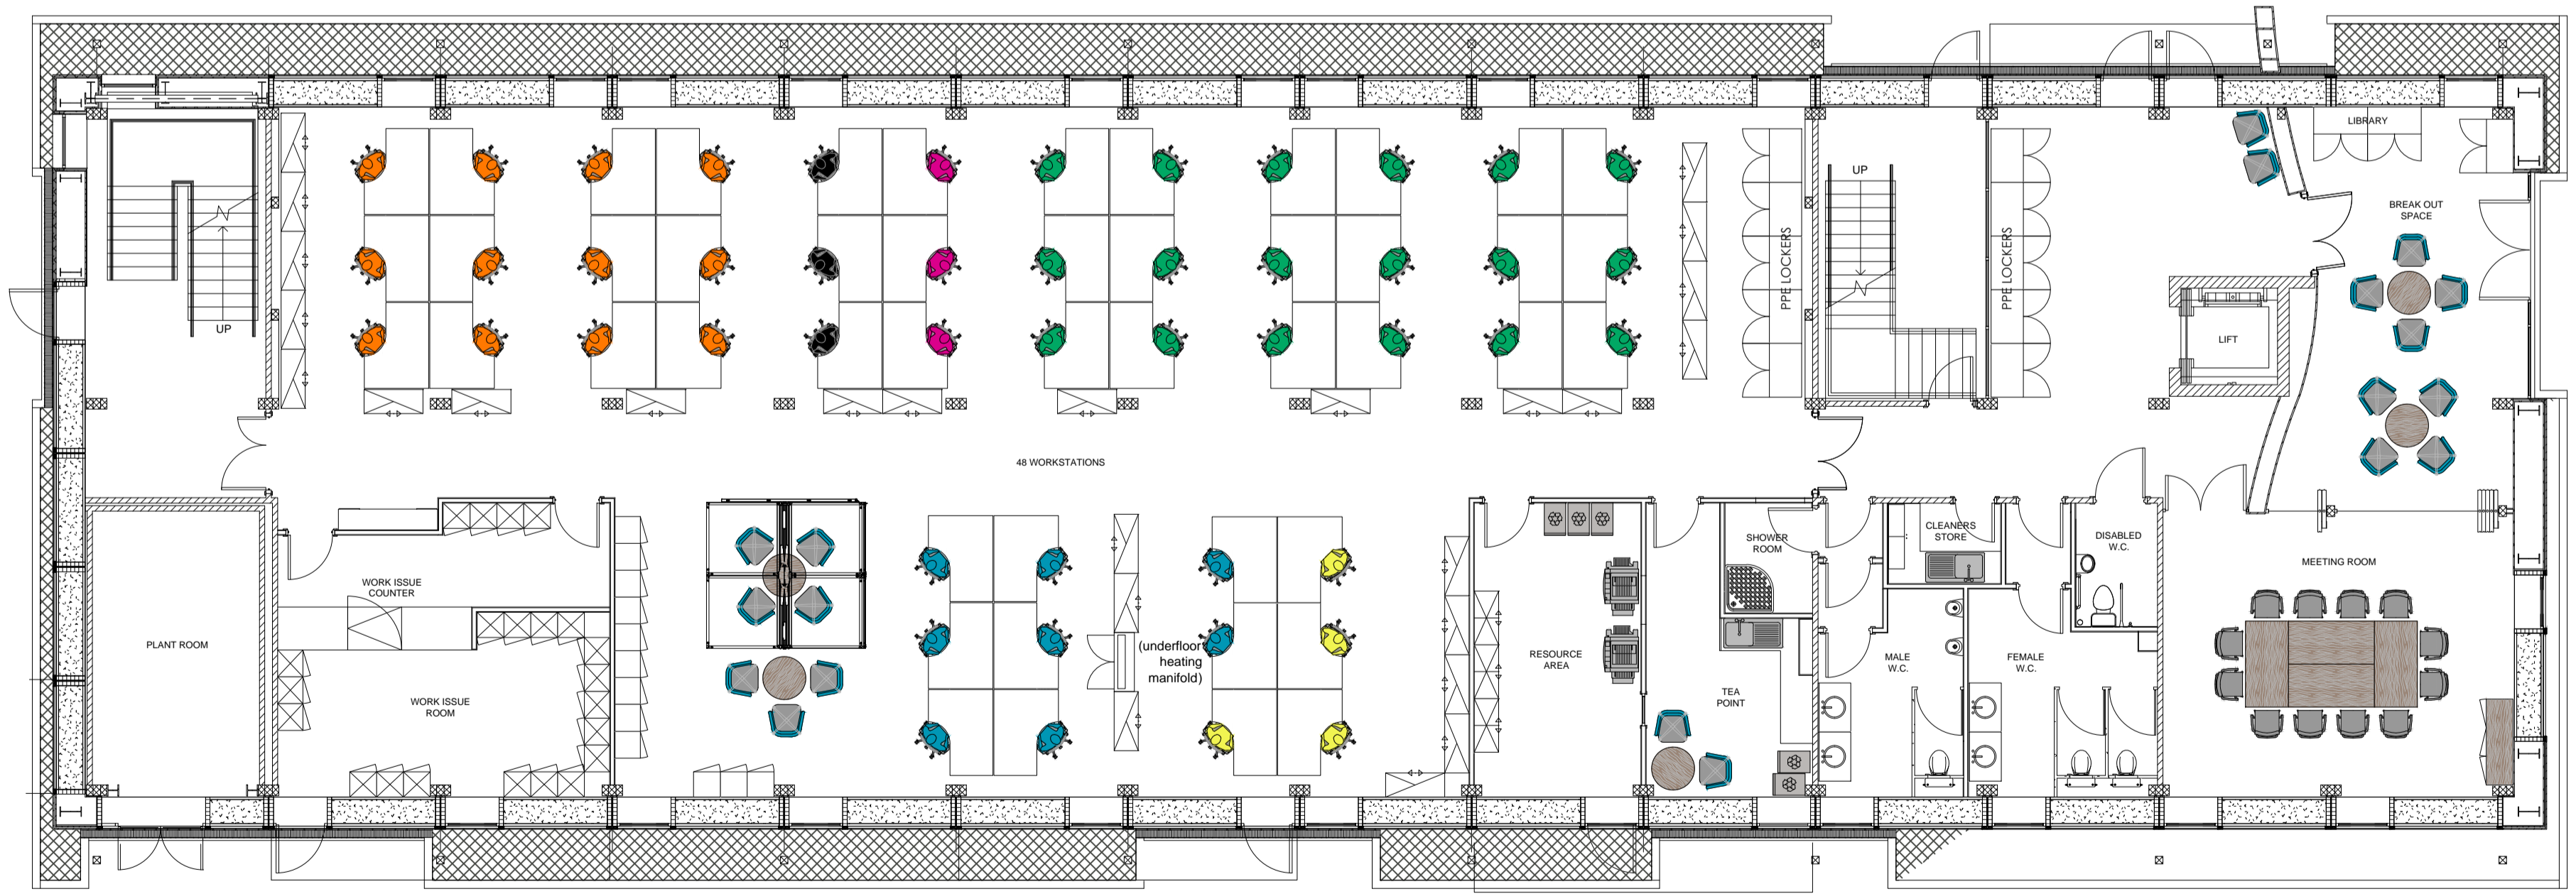 LIBRARY
UP
BREAK OUT
SPACE
PPE LOCKERS
PPE LOCKERS
UP
LIFT
48 WORKSTATIONS
CLEANERS
STORE
SHOWER
ROOM
DISABLED
W.C.
MEETING ROOM
WORK ISSUE
COUNTER
PLANT ROOM
(underfloor
heating
manifold)
RESOURCE
AREA
MALE
W.C.
FEMALE
W.C.
TEA
POINT
WORK ISSUE
ROOM